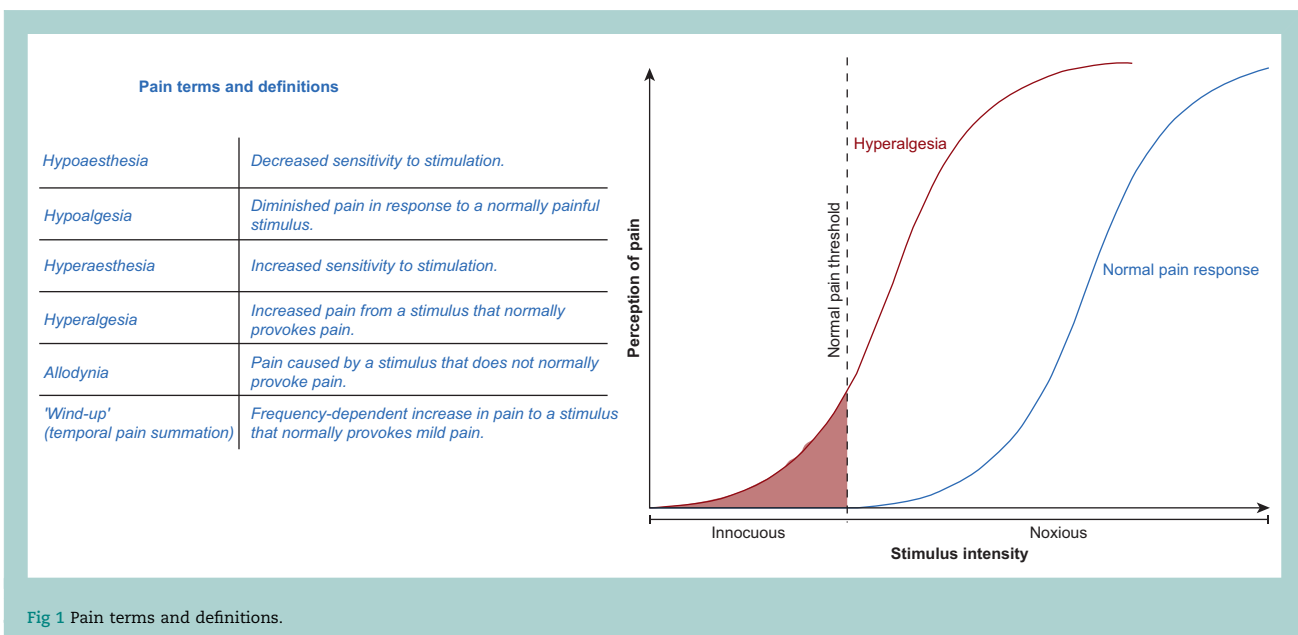 Pain terms and definitions
Hypoaesthesia
Decreased sensitivity to stimulation.
Hypoalgesia
Diminished pain in response to a normally painful
stimulus.
Hyperaesthesia
Increased sensitivity to stimulation.
Hyperalgesia
Increased pain from a stimulus that normally
provokes pain.
Allodynia
Pain caused by a stimulus that does not normally
provoke pain.
'Wind-up'
(temporal pain summation)
Frequency-dependent increase in pain to a stimulus
that normally provokes mild pain.
Perception of pain
Normal pain threshold
Hyperalgesia
Normal pain response
Innocuous
Noxious
Stimulus intensity
Fig 1 Pain terms and definitions.